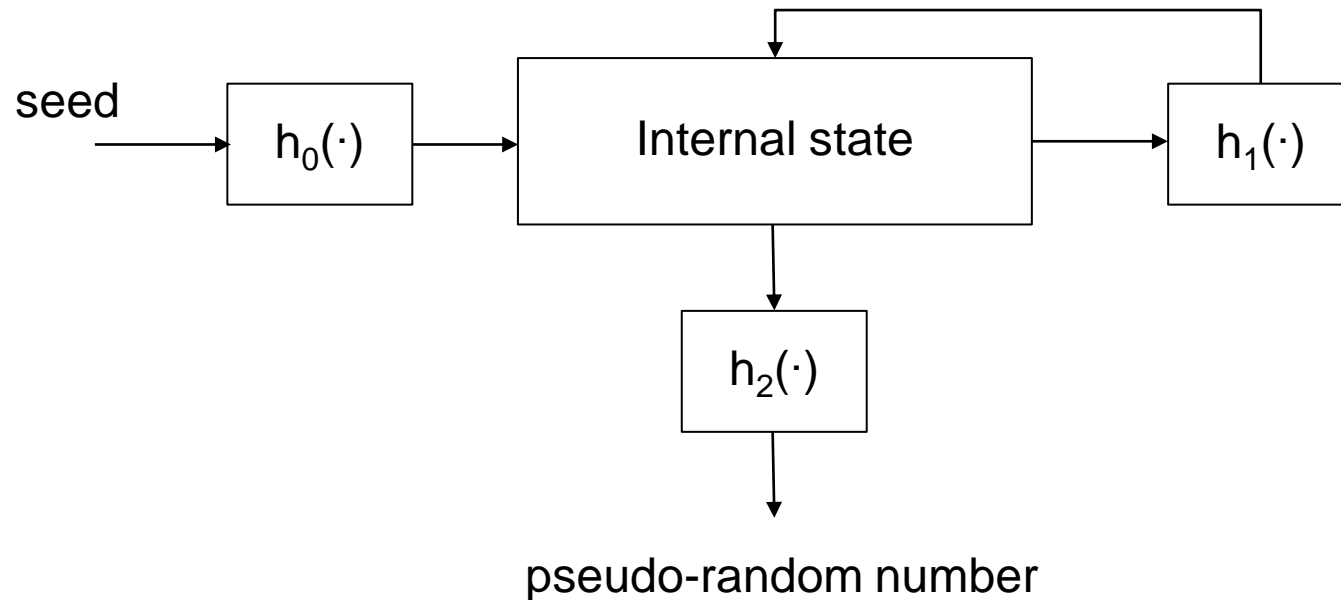 seed
h₀(·)
Internal state
h₁(·)
h₂(·)
pseudo-random number